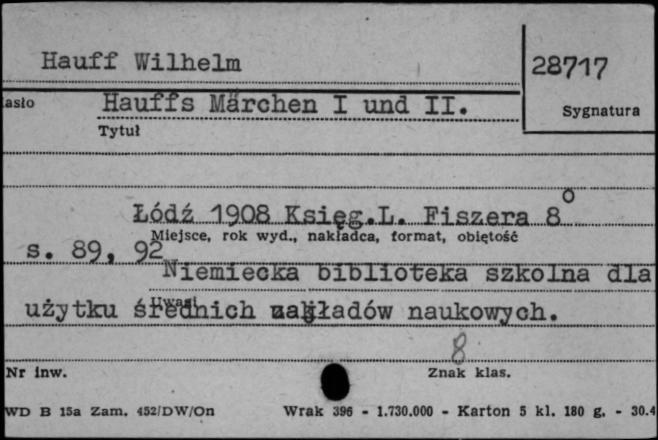 Hauff Wilhelm
28717
asło
Hauffs Märchen I und II.
Sygnatura
Tytuł
Łódź 1908 Księg.L. Fiszera 8°
Miejsce, rok wyd., nakładca, format, objętość
s. 89, 92
Niemiecka biblioteka szkolna dla
Uwagi
użytku średnich zakładów naukowych.
8
Nr inw.
Znak klas.
WD B 15a Zam. 452/DW/On Wrak 396 - 1.730.000 - Karton 5 kl. 180 g. - 30.4